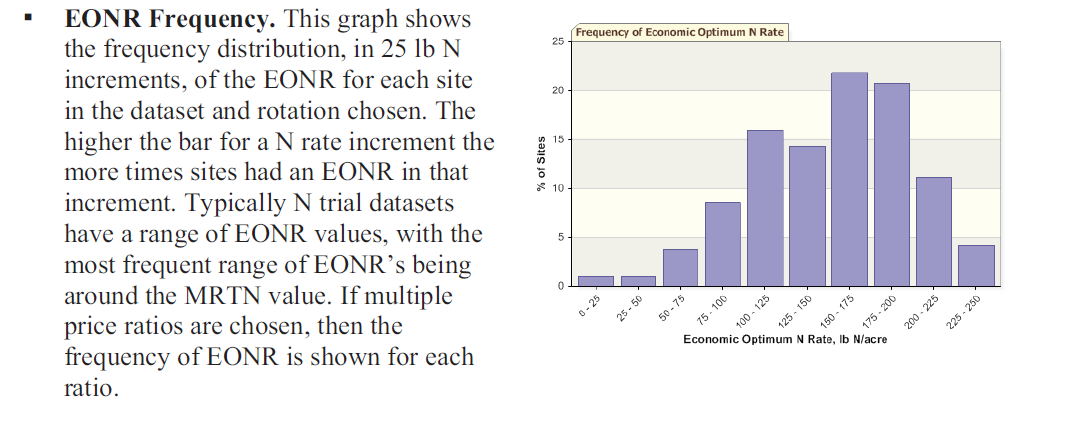 ▪ EONR Frequency. This graph shows
the frequency distribution, in 25 lb N
increments, of the EONR for each site
in the dataset and rotation chosen. The
higher the bar for a N rate increment the
more times sites had an EONR in that
increment. Typically N trial datasets
have a range of EONR values, with the
most frequent range of EONR’s being
around the MRTN value. If multiple
price ratios are chosen, then the
frequency of EONR is shown for each
ratio.
Frequency of Economic Optimum N Rate
% of Sites
25
20
15
10
5
0
0 - 25
25 - 50
50 - 75
75 - 100
100 - 125
125 - 150
150 - 175
175 - 200
200 - 225
225 - 250
Economic Optimum N Rate, lb N/acre